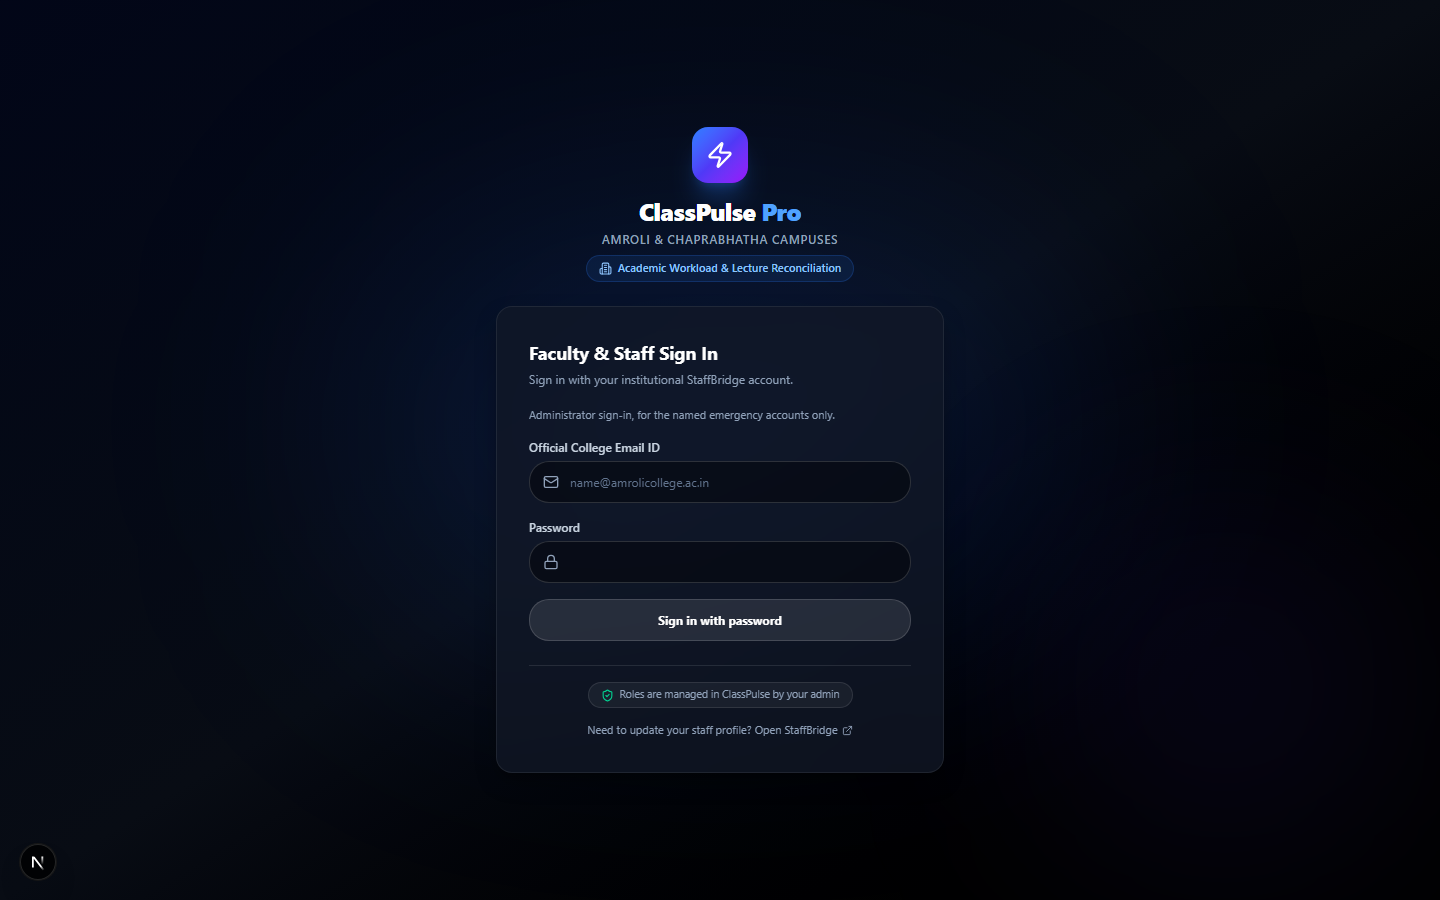 ClassPulse Pro
AMROLI & CHAPRABHATHA CAMPUSES
Academic Workload & Lecture Reconciliation
Faculty & Staff Sign In
Sign in with your institutional StaffBridge account.
Administrator sign-in, for the named emergency accounts only.
Official College Email ID
name@amrolicollege.ac.in
Password
Sign in with password
Roles are managed in ClassPulse by your admin
Need to update your staff profile? Open StaffBridge
N